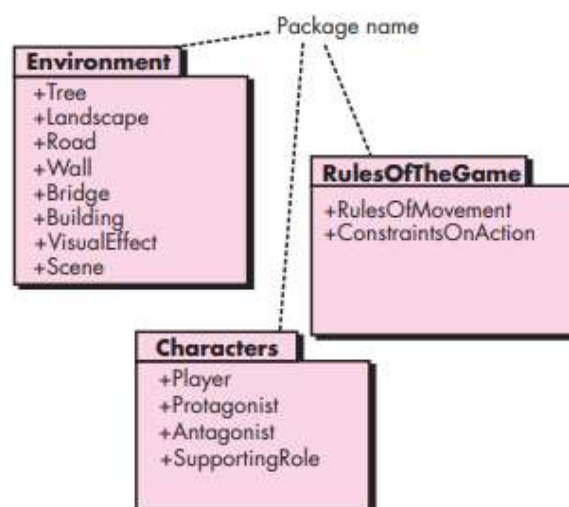 Package name
Environment
+Tree
+Landscape
+Road
+Wall
+Bridge
+Building
+VisualEffect
+Scene
RulesOfTheGame
+RulesOfMovement
+ConstraintsOnAction
Characters
+Player
+Protagonist
+Antagonist
+SupportingRole